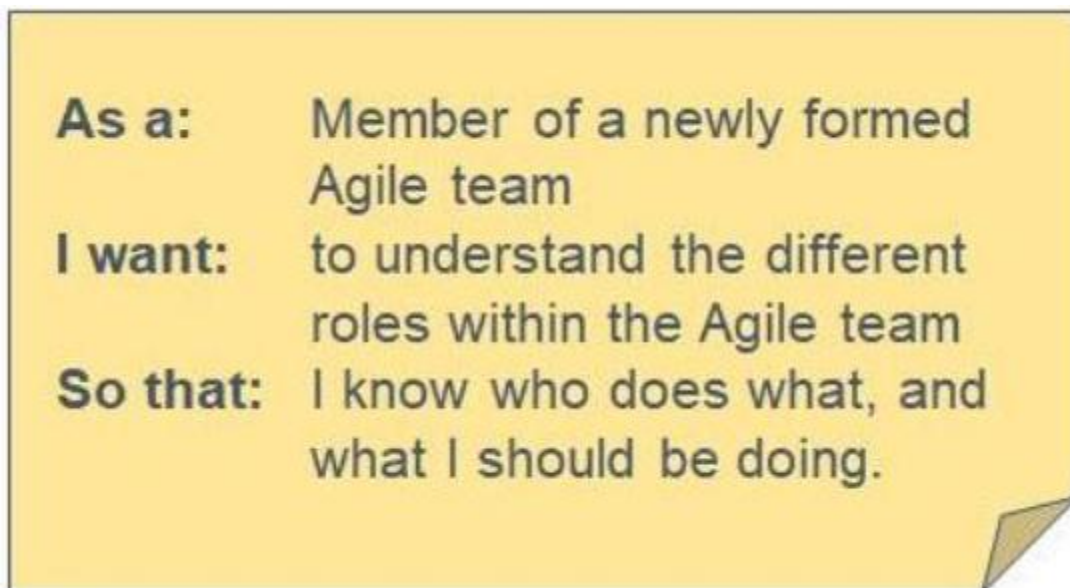 As a: Member of a newly formed
Agile team
I want: to understand the different
roles within the Agile team
So that: I know who does what, and
what I should be doing.